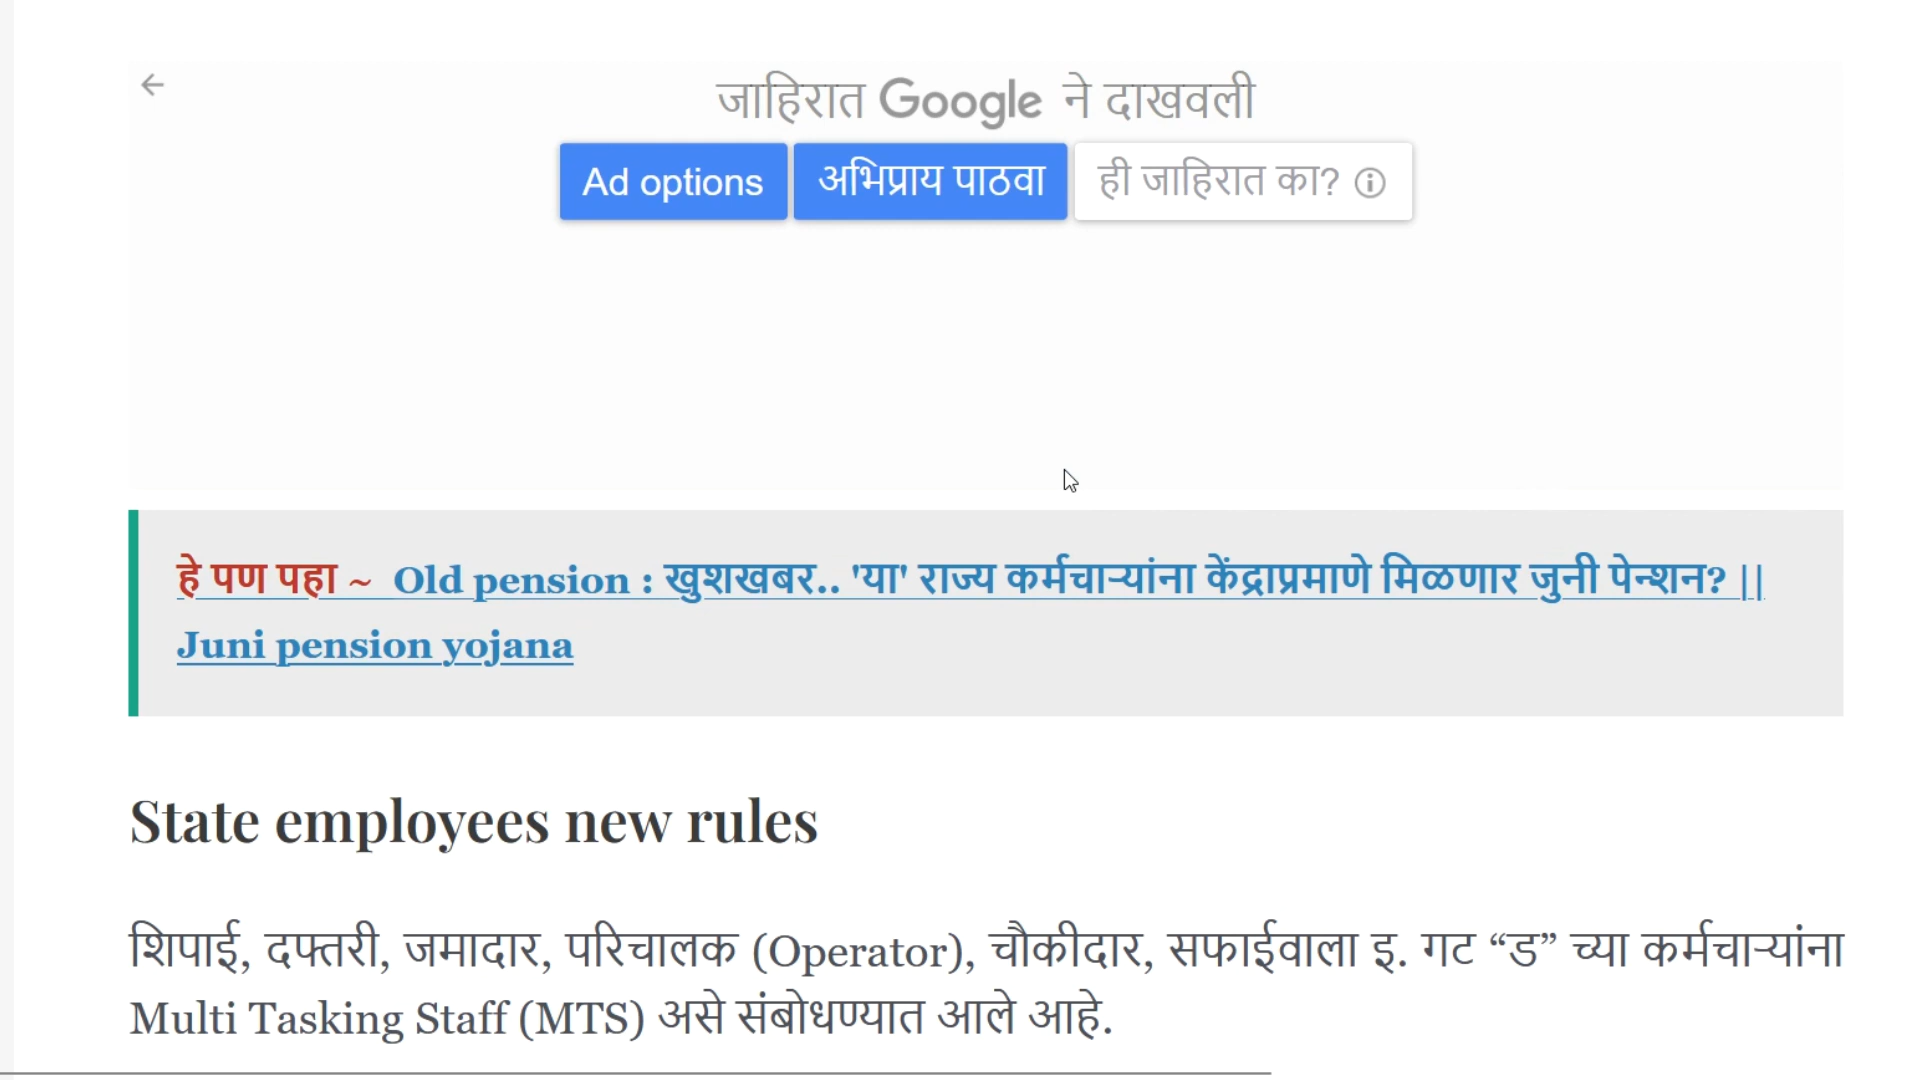 जाहिरात Google ने दाखवली
Ad options अभिप्राय पाठवा ही जाहिरात का?
हे पण पहा ~ Old pension : खुशखबर.. 'या' राज्य कर्मचाऱ्यांना केंद्राप्रमाणे मिळणार जुनी पेन्शन? ||
Juni pension yojana
State employees new rules
शिपाई, दफ्तरी, जमादार, परिचालक (Operator), चौकीदार, सफाईवाला इ. गट “ड” च्या कर्मचाऱ्यांना
Multi Tasking Staff (MTS) असे संबोधण्यात आले आहे.